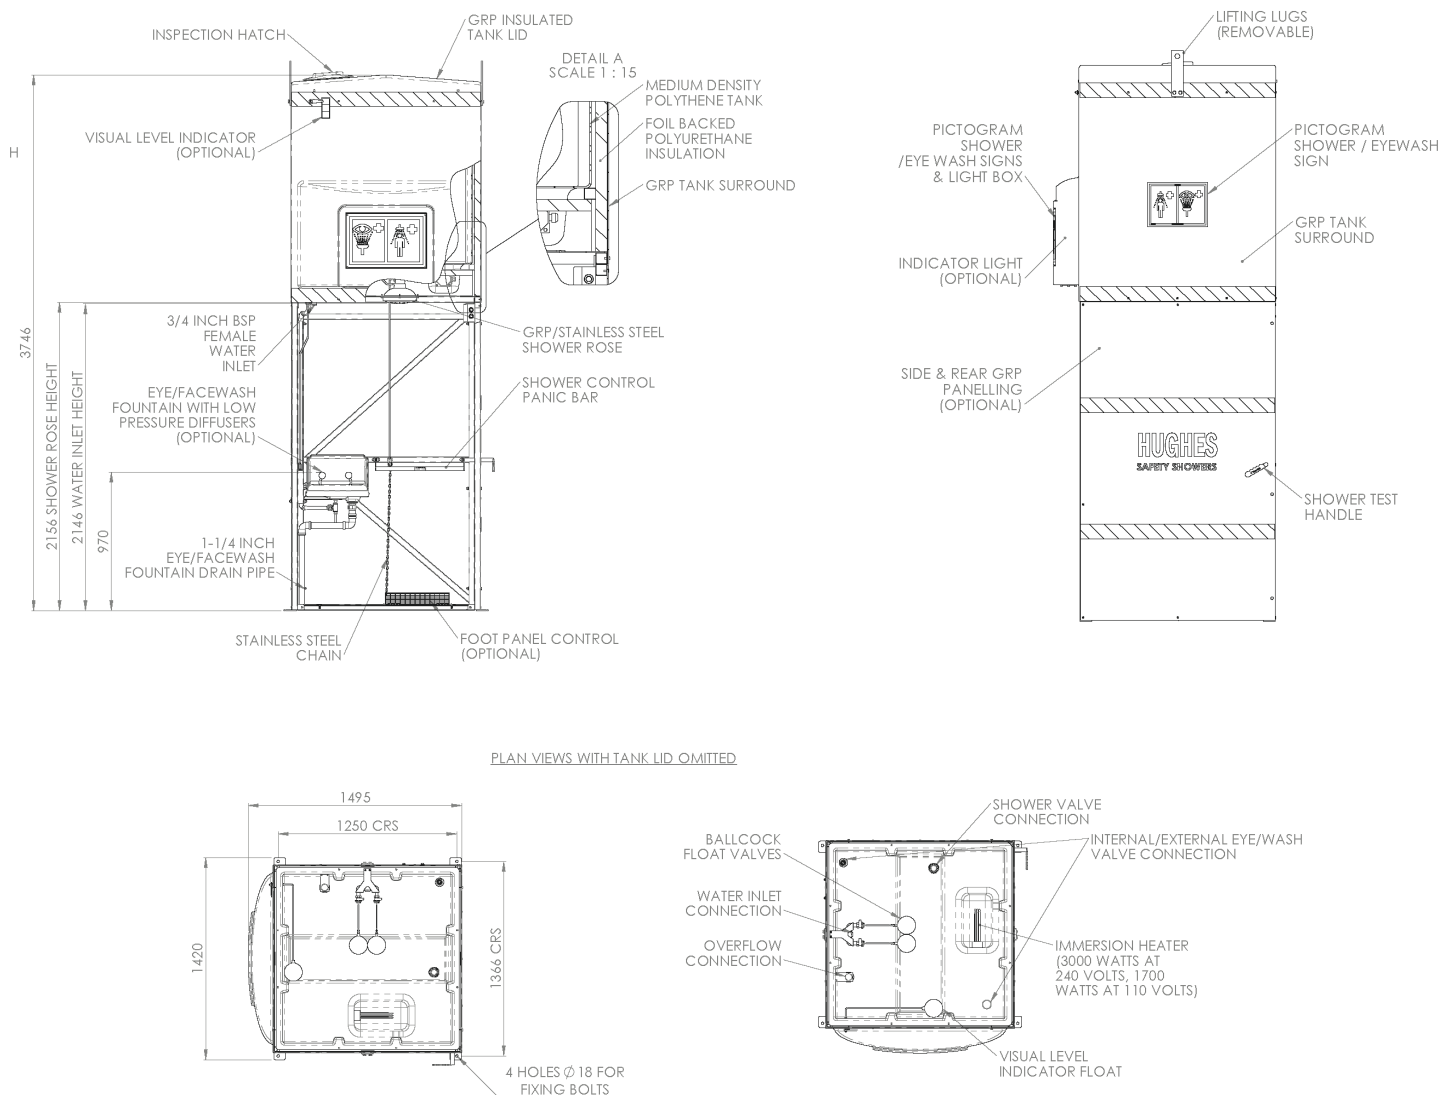 INSPECTION HATCH
GRP INSULATED
TANK LID
DETAIL A
SCALE 1 : 15
MEDIUM DENSITY
POLYTHENE TANK
FOIL BACKED
POLYURETHANE
INSULATION
GRP TANK SURROUND
VISUAL LEVEL INDICATOR
(OPTIONAL)
H
3746
2156 SHOWER ROSE HEIGHT
2146 WATER INLET HEIGHT
970
3/4 INCH BSP
FEMALE
WATER
INLET
GRP/STAINLESS STEEL
SHOWER ROSE
EYE/FACEWASH
FOUNTAIN WITH LOW
PRESSURE DIFFUSERS
(OPTIONAL)
SHOWER CONTROL
PANIC BAR
1-1/4 INCH
EYE/FACEWASH
FOUNTAIN DRAIN PIPE
STAINLESS STEEL
CHAIN
FOOT PANEL CONTROL
(OPTIONAL)
LIFTING LUGS
(REMOVABLE)
PICTOGRAM
SHOWER
/EYE WASH SIGNS
& LIGHT BOX
PICTOGRAM
SHOWER / EYEWASH
SIGN
INDICATOR LIGHT
(OPTIONAL)
GRP TANK
SURROUND
SIDE & REAR GRP
PANELLING
(OPTIONAL)
HUGHES
SAFETY SHOWERS
SHOWER TEST
HANDLE
PLAN VIEWS WITH TANK LID OMITTED
1495
1250 CRS
1420
1366 CRS
4 HOLES Ø 18 FOR
FIXING BOLTS
SHOWER VALVE
CONNECTION
BALLCOCK
FLOAT VALVES
INTERNAL/EXTERNAL EYE/WASH
VALVE CONNECTION
WATER INLET
CONNECTION
OVERFLOW
CONNECTION
IMMERSION HEATER
(3000 WATTS AT
240 VOLTS, 1700
WATTS AT 110 VOLTS)
VISUAL LEVEL
INDICATOR FLOAT